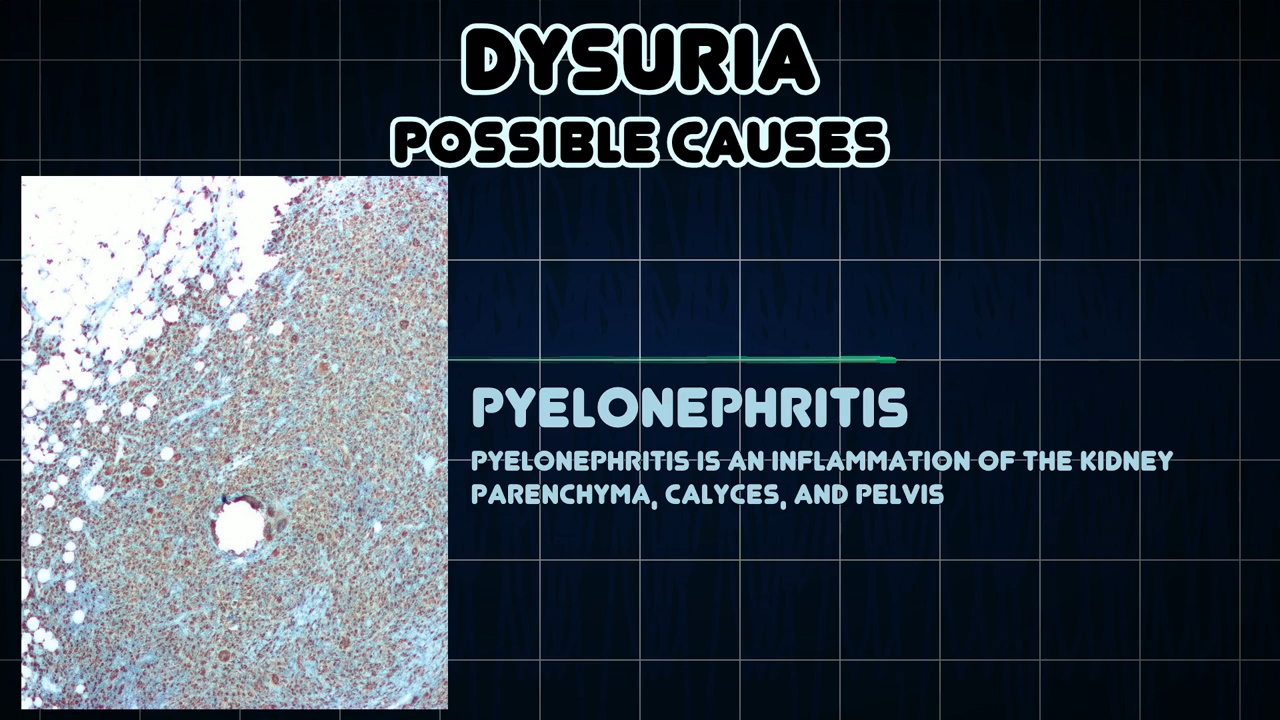 DYSURIA
POSSIBLE CAUSES
PYELONEPHRITIS
PYELONEPHRITIS IS AN INFLAMMATION OF THE KIDNEY
PARENCHYMA, CALYCES, AND PELVIS